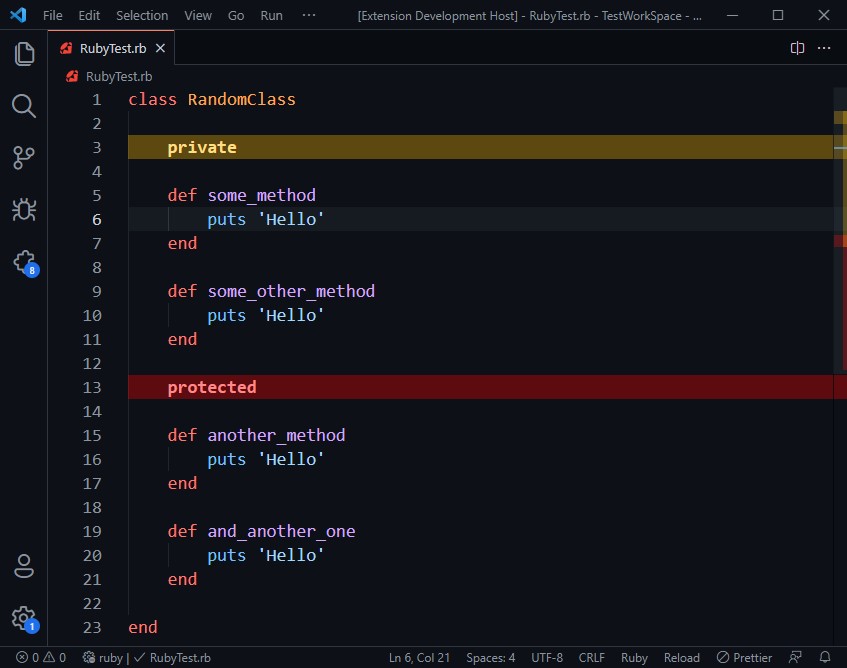 File Edit Selection View Go Run ··· [Extension Development Host] - RubyTest.rb - TestWorkSpace - ...
RubyTest.rb
RubyTest.rb
1 class RandomClass
2
3 private
4
5 def some_method
6 puts 'Hello'
7 end
8
9 def some_other_method
10 puts 'Hello'
11 end
12
13 protected
14
15 def another_method
16 puts 'Hello'
17 end
18
19 def and_another_one
20 puts 'Hello'
21 end
22
23 end
8
1
0 0 ruby | RubyTest.rb Ln 6, Col 21 Spaces: 4 UTF-8 CRLF Ruby Reload Prettier